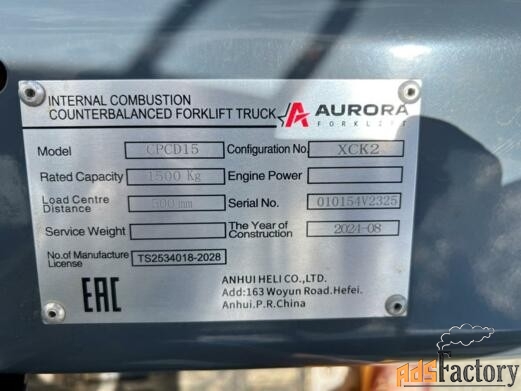 INTERNAL COMBUSTION
COUNTERBALANCED FORKLIFT TRUCK
AURORA
FORKLIFT
Model CPCD15 Configuration No. XCK2
Rated Capacity 1500 Kg Engine Power
Load Centre Distance 500mm Serial No. 010154V2325
Service Weight The Year of Construction 2024-08
No.of Manufacture License TS2534018-2028
EAC
ANHUI HELI CO.,LTD.
Add:163 Woyun Road.Hefei.
Anhui.P.R.China
AdsFactory